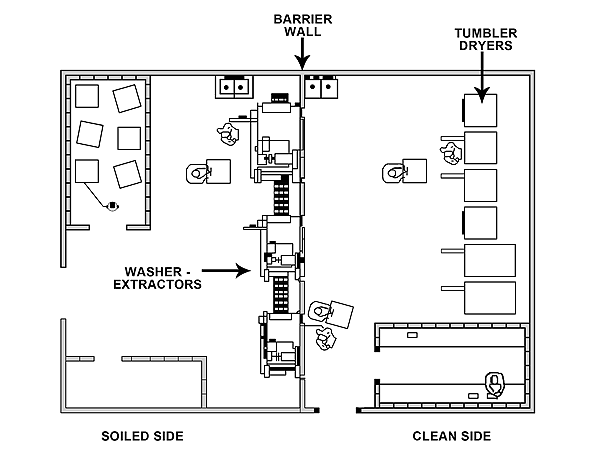 BARRIER
WALL
TUMBLER
DRYERS
WASHER -
EXTRACTORS
SOILED SIDE
CLEAN SIDE